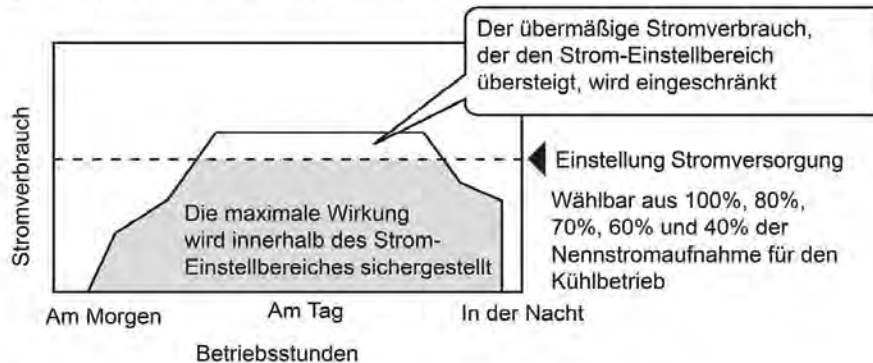 Der übermäßige Stromverbrauch,
der den Strom-Einstellbereich
übersteigt, wird eingeschränkt
Stromverbrauch
Einstellung Stromversorgung
Wählbar aus 100%, 80%,
70%, 60% und 40% der
Nennstromaufnahme für den
Kühlbetrieb
Die maximale Wirkung
wird innerhalb des Strom-
Einstellbereiches sichergestellt
Am Morgen
Am Tag
In der Nacht
Betriebsstunden